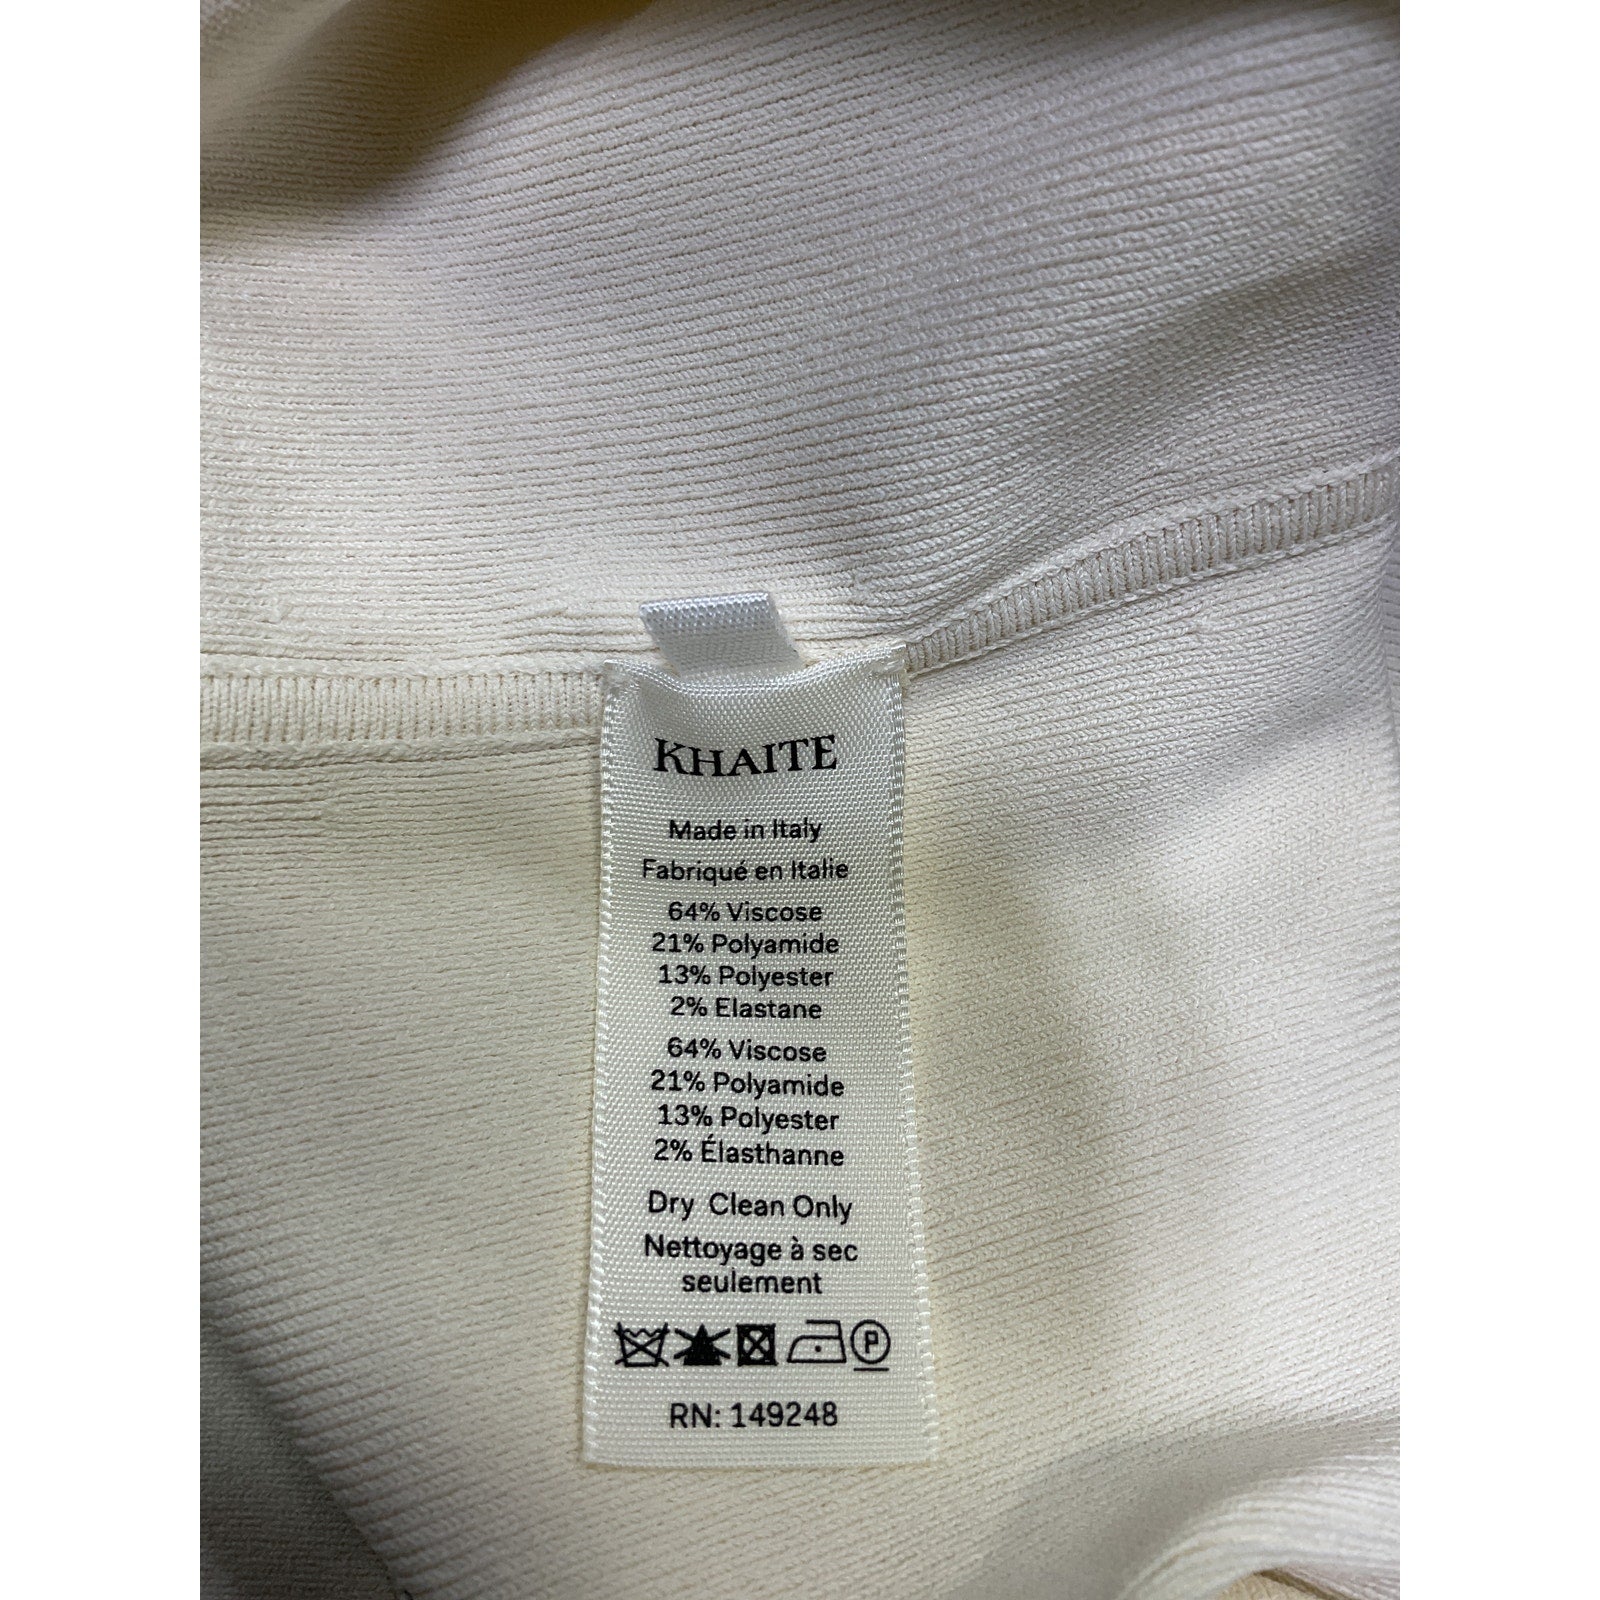 KHAITE
Made in Italy
Fabriqué en Italie
64% Viscose
21% Polyamide
13% Polyester
2% Elastane
64% Viscose
21% Polyamide
13% Polyester
2% Élasthanne
Dry Clean Only
Nettoyage à sec
seulement
P
RN: 149248